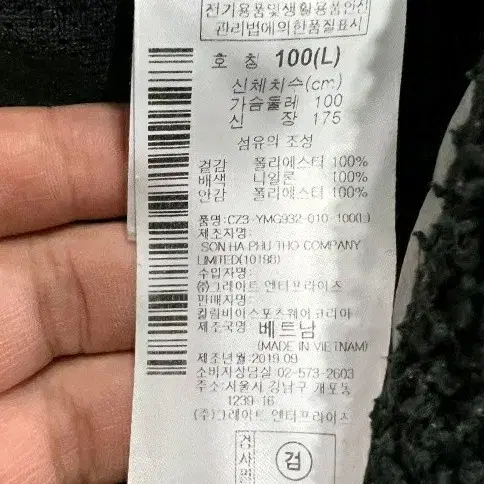 전기용품및생활용품안전
관리법에의한품질표시
호 칭 100(L)
신체치수(cm)
가슴둘레 100
신 장 175
섬유의 조성
겉감 폴리에스터 100%
배색 나일론 100%
안감 폴리에스터 100%
품명:CZ3-YMG932-010-100(L)
제조자명:
SON HA PHU THO COMPANY
LIMITED(10198)
수입자명:
(유)그레이트 엔터프라이즈
판매자명:
컬럼비아스포츠웨어코리아
제조국명: 베트남
(MADE IN VIETNAM)
제조년월:2019.09
소비자상담실:02-573-2603
주소:서울시 강남구 개포동
1239-16
(주)그레이트 엔터프라이즈
검사필
검